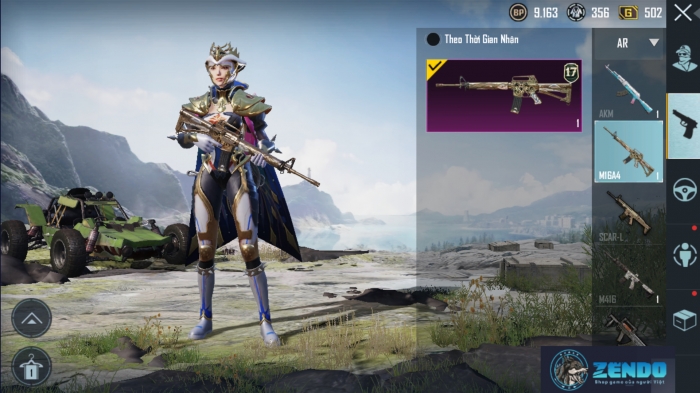 BP 9.163 356 G 502
Theo Thời Gian Nhận
AR
17
1
AKM
1
M16A4
1
SCAR-L
M416
1
ZENDO
Shop game của người Việt